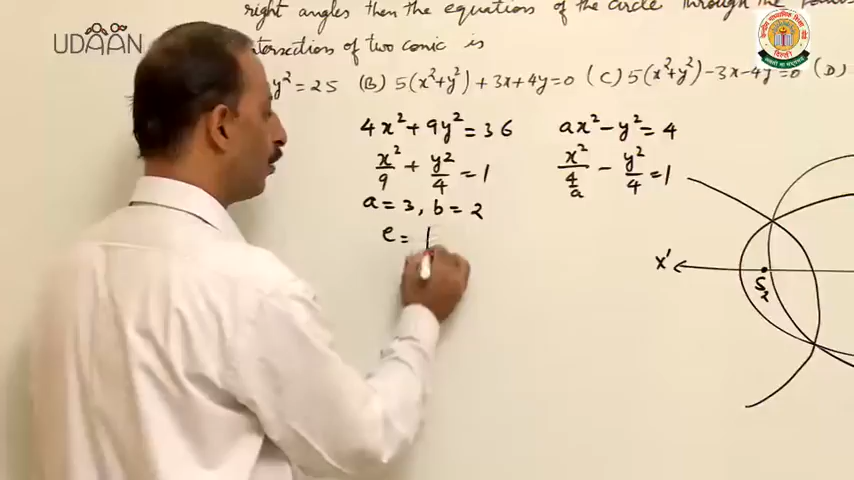 right angles then the equations of the circle through the
UDAAN
intersection of two conic is
y² = 25 (B) 5(x²+y²)+3x+4y=0 (C) 5(x²+y²)-3x-4y=0 (D)
4x²+9y²=36 ax²-y²=4
x²/9 + y²/4 = 1 x²/(4/a) - y²/4 = 1
a=3, b=2
e=
x'
S₂